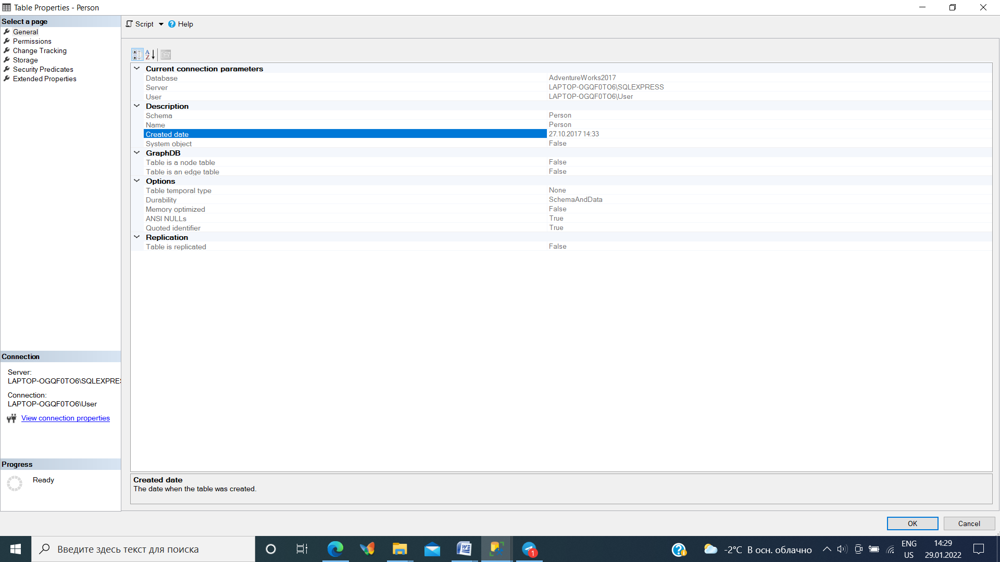 Table Properties - Person
Select a page
General
Permissions
Change Tracking
Storage
Security Predicates
Extended Properties
Script
Help
Current connection parameters
Database AdventureWorks2017
Server LAPTOP-OGQF0TO6\SQLEXPRESS
User LAPTOP-OGQF0TO6\User
Description
Schema Person
Name Person
Created date 27.10.2017 14:33
System object False
GraphDB
Table is a node table False
Table is an edge table False
Options
Table temporal type None
Durability SchemaAndData
Memory optimized False
ANSI NULLs True
Quoted identifier True
Replication
Table is replicated False
Connection
Server:
LAPTOP-OGQF0TO6\SQLEXPRES
Connection:
LAPTOP-OGQF0TO6\User
View connection properties
Progress
Ready
Created date
The date when the table was created.
OK
Cancel
Введите здесь текст для поиска
1
-2°C В осн. облачно
ENG
US
14:29
29.01.2022